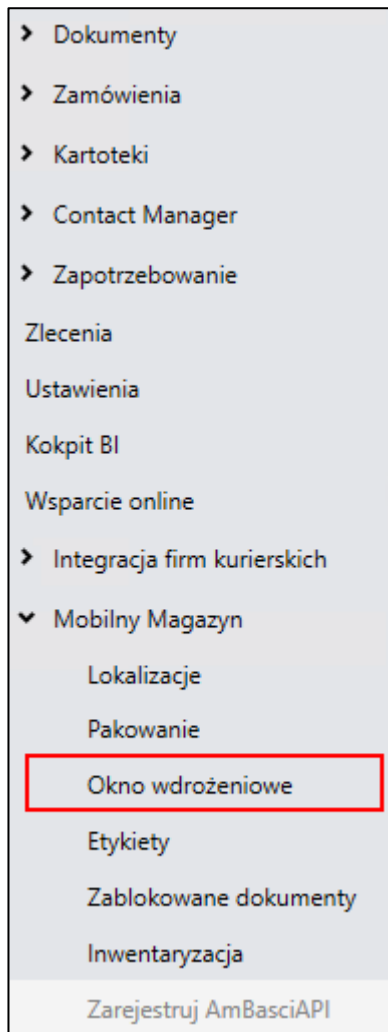 Dokumenty
Zamówienia
Kartoteki
Contact Manager
Zapotrzebowanie
Zlecenia
Ustawienia
Kokpit BI
Wsparcie online
Integracja firm kurierskich
Mobilny Magazyn
Lokalizacje
Pakowanie
Okno wdrożeniowe
Etykiety
Zablokowane dokumenty
Inwentaryzacja
Zarejestruj AmBasciAPI